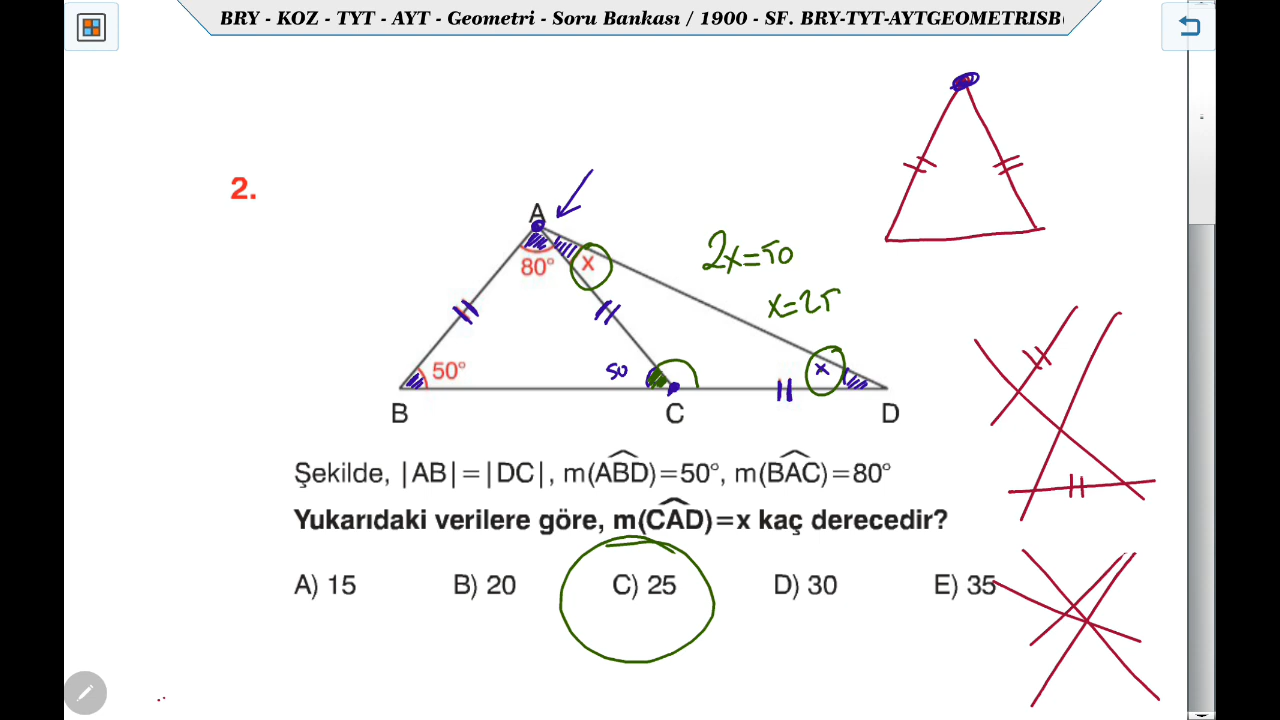 BRY - KOZ - TYT - AYT - Geometri - Soru Bankası / 1900 - SF. BRY-TYT-AYTGEOMETRISB
2.
A
80°
x
2x=50
x=25
50°
50
x
B
C
D
Şekilde, |AB|=|DC|, m(ABD)=50°, m(BAC)=80°
Yukarıdaki verilere göre, m(CAD)=x kaç derecedir?
A) 15 B) 20 C) 25 D) 30 E) 35